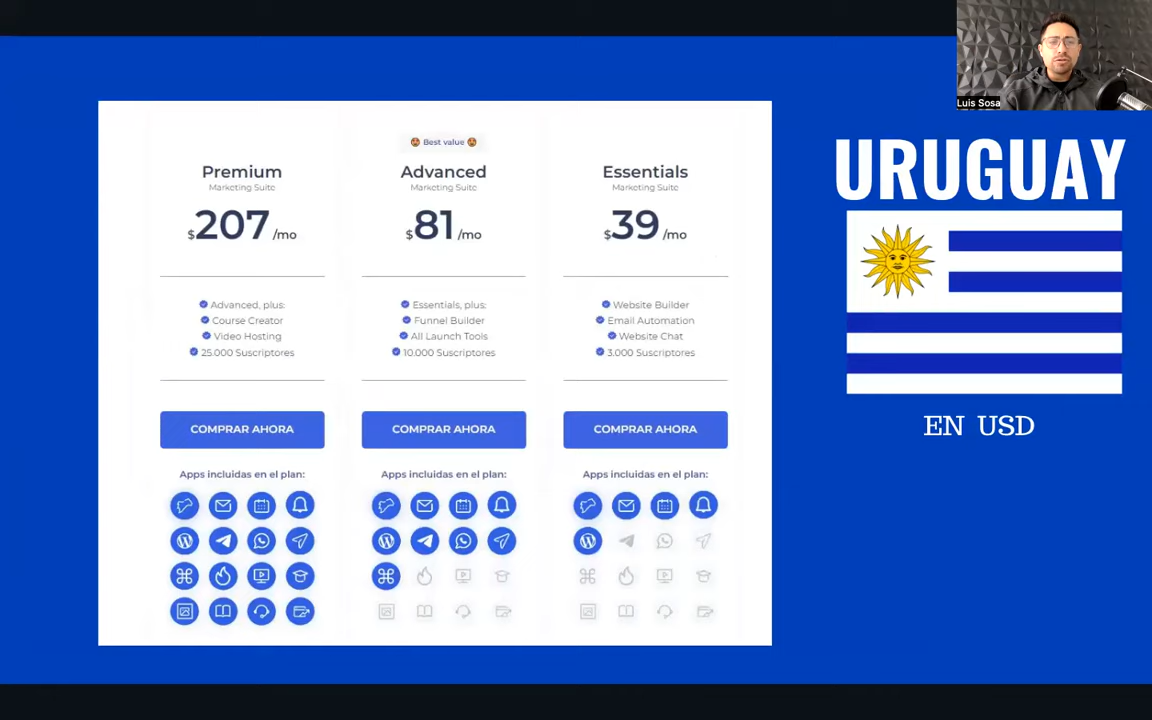 Luis Sosa
URUGUAY
EN USD
Premium
Marketing Suite
$207/mo
Advanced, plus:
Course Creator
Video Hosting
25.000 Suscriptores
COMPRAR AHORA
Apps incluidas en el plan:
🤩 Best value 🤩
Advanced
Marketing Suite
$81/mo
Essentials, plus:
Funnel Builder
All Launch Tools
10.000 Suscriptores
COMPRAR AHORA
Apps incluidas en el plan:
Essentials
Marketing Suite
$39/mo
Website Builder
Email Automation
Website Chat
3.000 Suscriptores
COMPRAR AHORA
Apps incluidas en el plan: